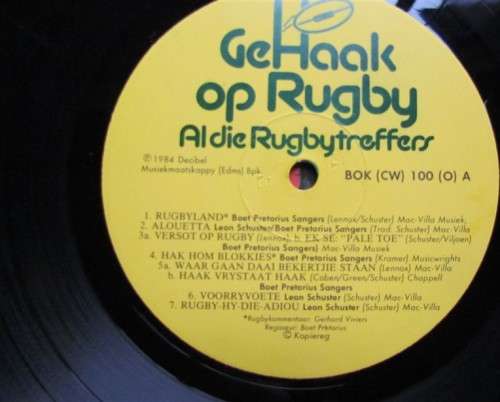 GeHaak
op Rugby
Al die Rugbytreffers
℗ 1984 Decibel
Musiekmaatskappy (Edms) Bpk.
BOK (CW) 100 (O) A
1. RUGBYLAND* Boet Pretorius Sangers (Lennox/Schuster) Mac-Villa Musiek,
2. ALOUETTA Leon Schuster/Boet Pretorius Sangers (Trad. Schuster) Mac-Villa
3a. VERSOT OP RUGBY (Lennox), b. EK SÊ: "PALE TOE" (Schuster/Viljoen)
Boet Pretorius Sangers) Mac-Villa Musiek
4. HAK HOM BLOKKIES* Boet Pretorius Sangers (Kramer) Musicwrights
5a. WAAR GAAN DAAI BEKERTJIE STAAN (Lennox) Mac-Villa
b. HAAK VRYSTAAT HAAK (Caben/Green/Schuster) Chappell
Boet Pretorius Sangers
6. VOORRYVOETE Leon Schuster (Schuster) Mac-Villa
7. RUGBY-HY-DIE-ADIOU Leon Schuster (Schuster) Mac-Villa
*Rugbykommentaar: Gerhard Viviers
Regisseur: Boet Pretorius
© Kopiereg